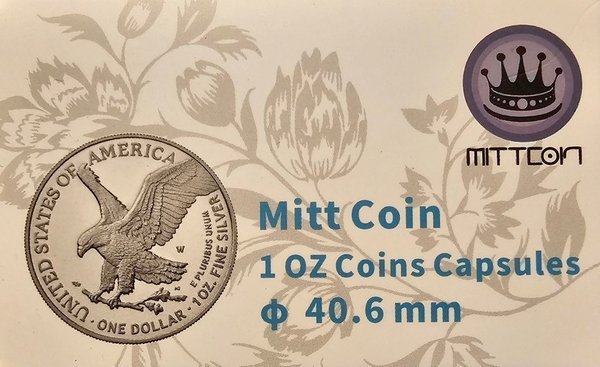 MITTCOIN
UNITED STATES OF AMERICA
W
E PLURIBUS UNUM
1 OZ. FINE SILVER · ONE DOLLAR ·
Mitt Coin
1 OZ Coins Capsules
ф 40.6 mm